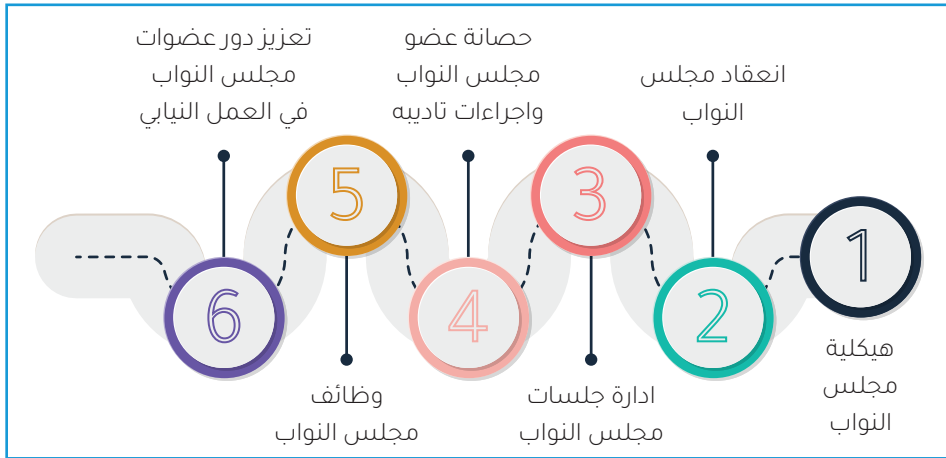 1
هيكلية
مجلس
النواب
2
انعقاد مجلس
النواب
3
ادارة جلسات
مجلس النواب
4
حصانة عضو
مجلس النواب
واجراءات تاديبه
5
وظائف
مجلس النواب
6
تعزيز دور عضوات
مجلس النواب
في العمل النيابي